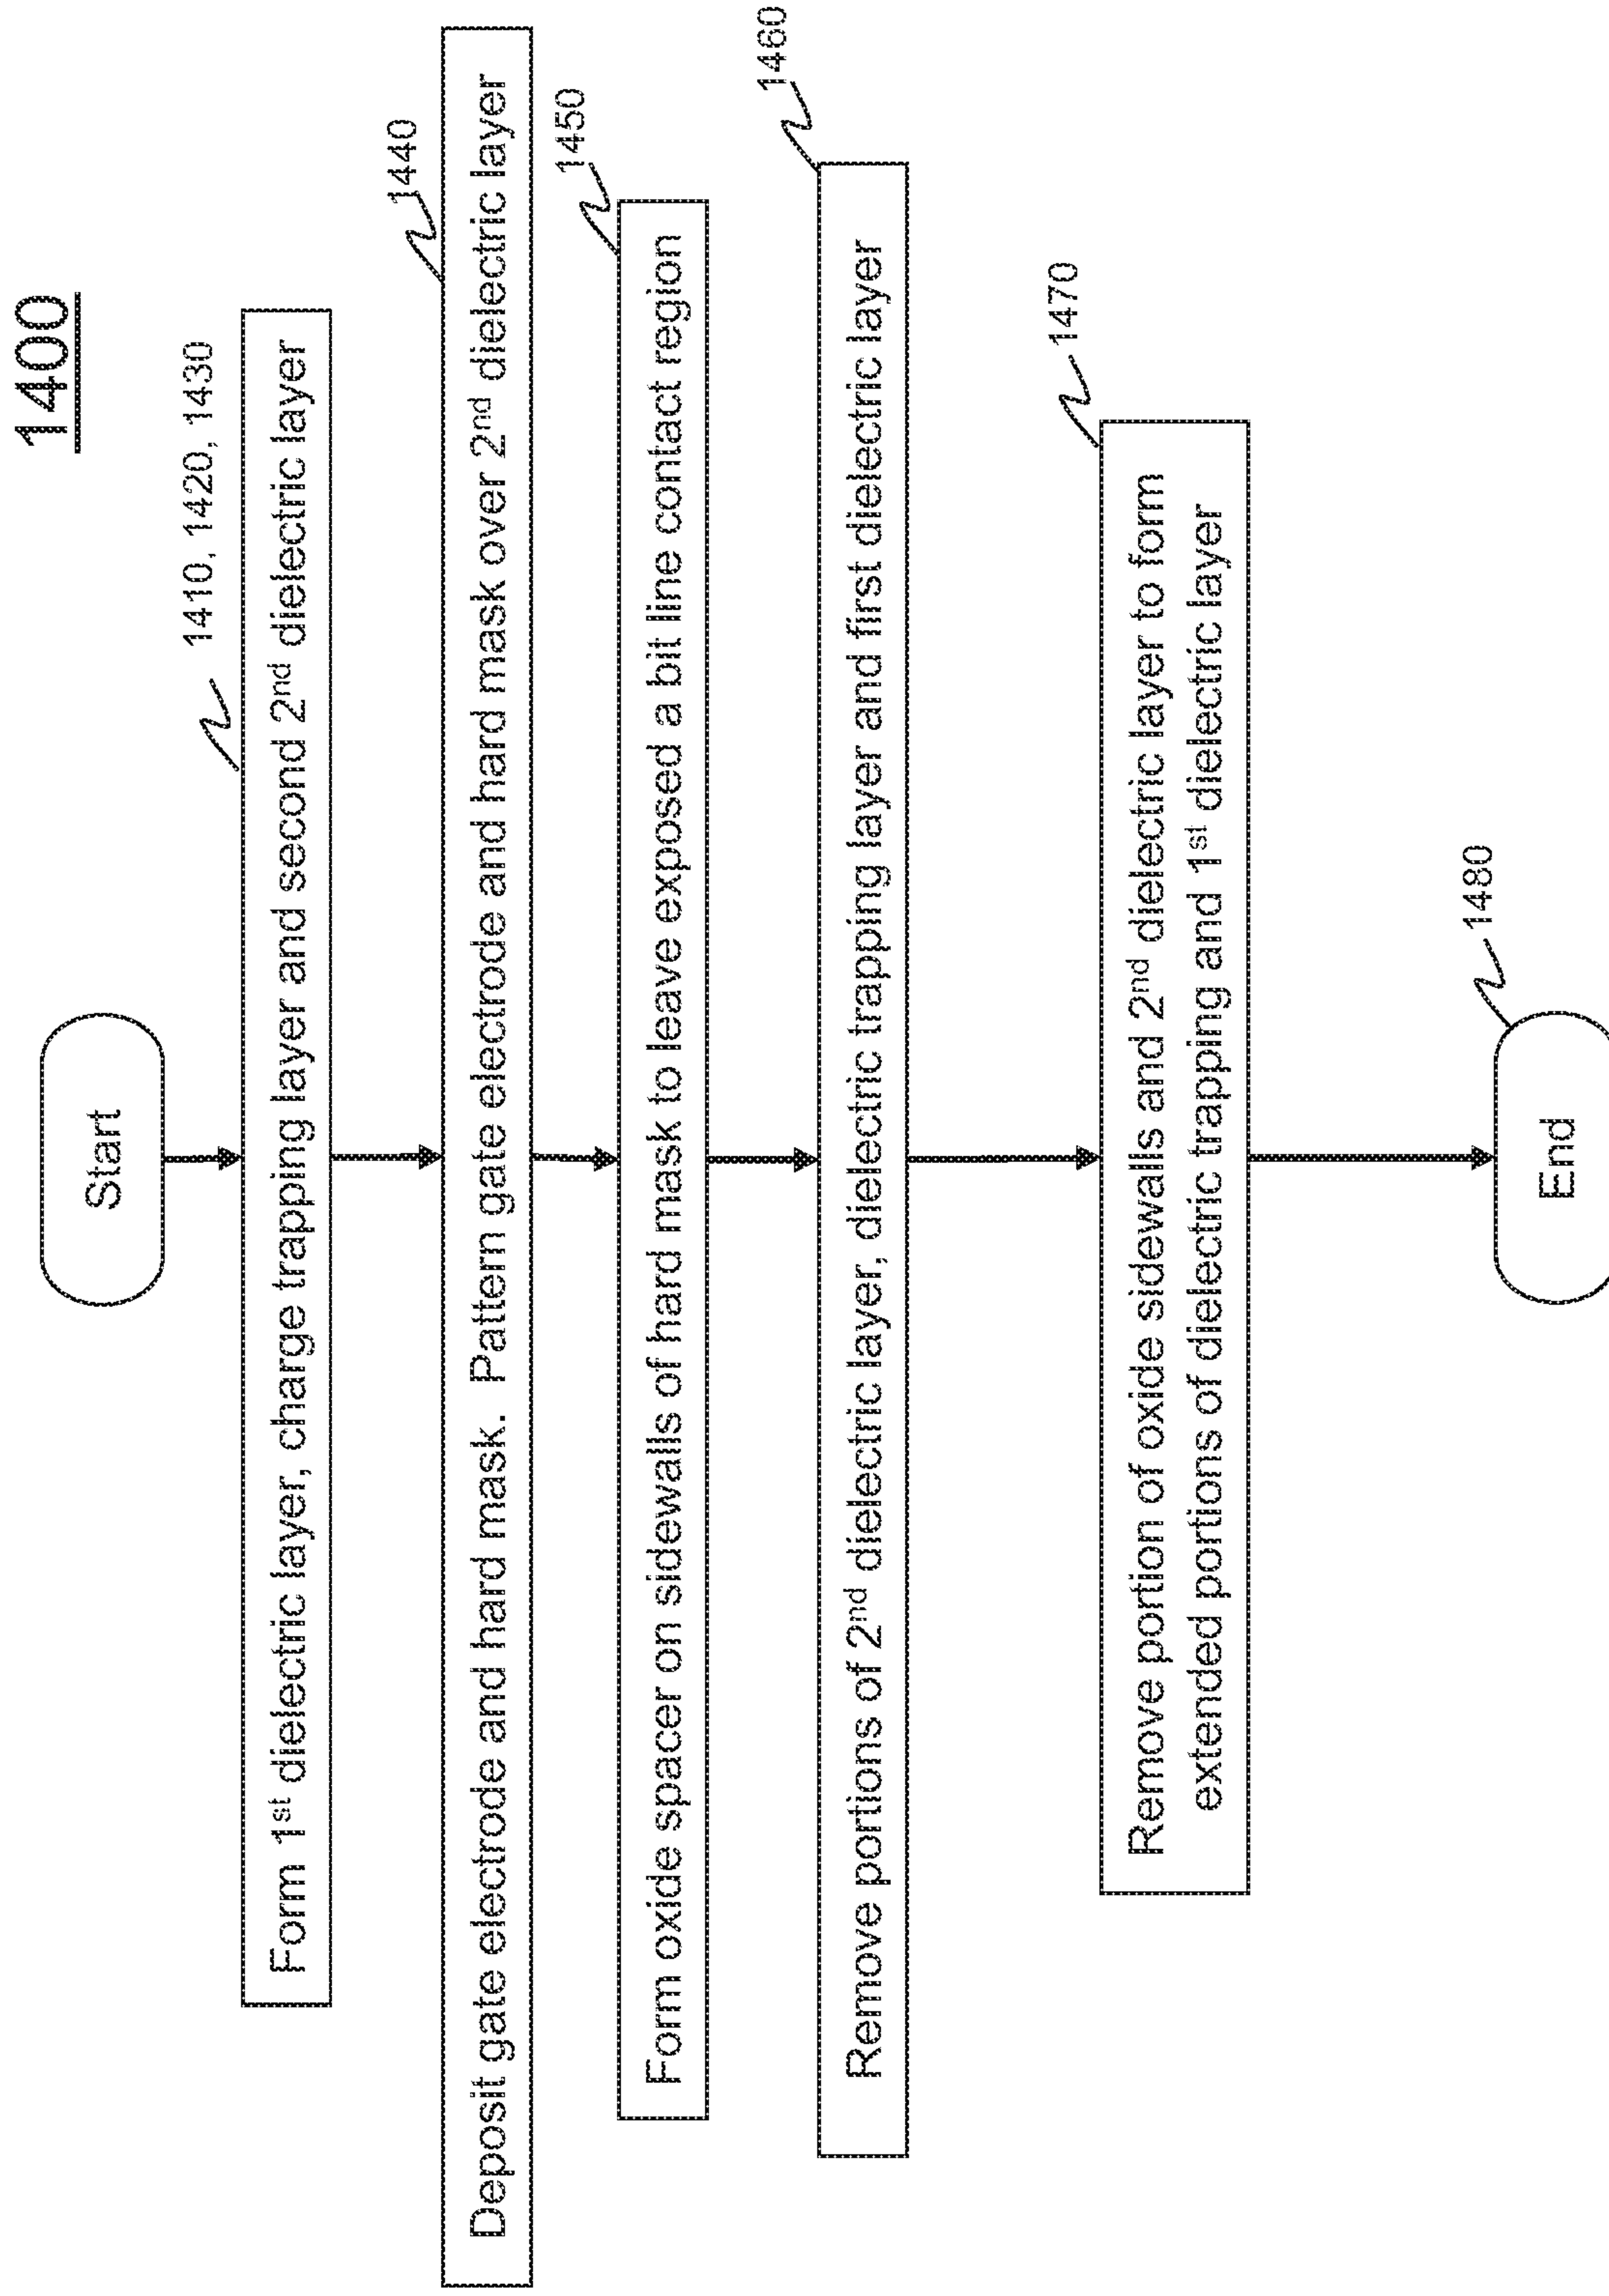 1400
Start
1410, 1420, 1430
Form 1st dielectric layer, charge trapping layer and second 2nd dielectric layer
1440
Deposit gate electrode and hard mask.  Pattern gate electrode and hard mask over 2nd dielectric layer
1450
Form oxide spacer on sidewalls of hard mask to leave exposed a bit line contact region
1460
Remove portions of 2nd dielectric layer, dielectric trapping layer and first dielectric layer
1470
Remove portion of oxide sidewalls and 2nd dielectric layer to form
extended portions of dielectric trapping and 1st dielectric layer
1480
End